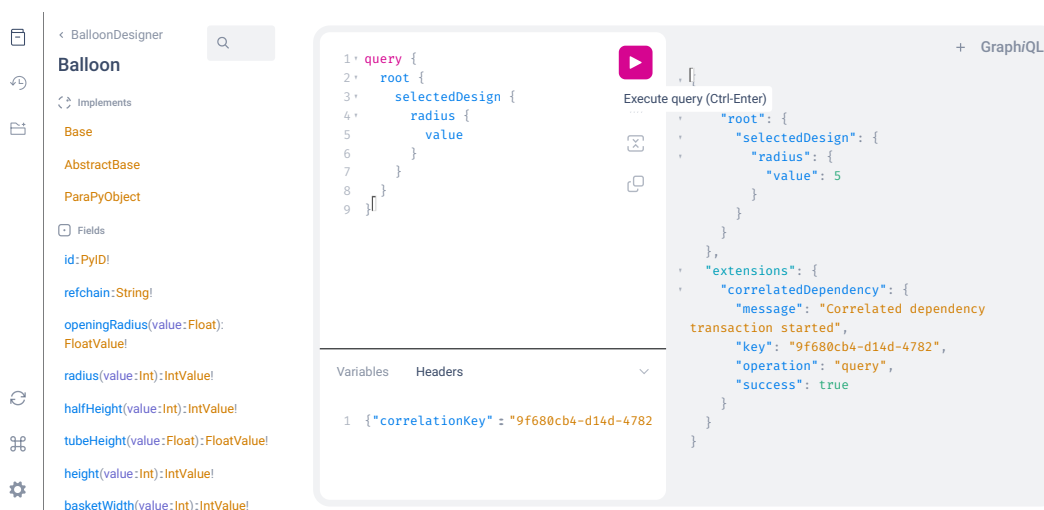 BalloonDesigner
Balloon
Implements
Base
AbstractBase
ParaPyObject
Fields
id:PyID!
refchain:String!
openingRadius(value:Float):
FloatValue!
radius(value:Int):IntValue!
halfHeight(value:Int):IntValue!
tubeHeight(value:Float):FloatValue!
height(value:Int):IntValue!
basketWidth(value:Int):IntValue!
1 query {
2 root {
3 selectedDesign {
4 radius {
5 value
6 }
7 }
8 }
9 }
Execute query (Ctrl-Enter)
Variables Headers
1 {"correlationKey":"9f680cb4-d14d-4782
+ GraphiQL
"root": {
"selectedDesign": {
"radius": {
"value": 5
}
}
}
},
"extensions": {
"correlatedDependency": {
"message": "Correlated dependency
transaction started",
"key": "9f680cb4-d14d-4782",
"operation": "query",
"success": true
}
}
}